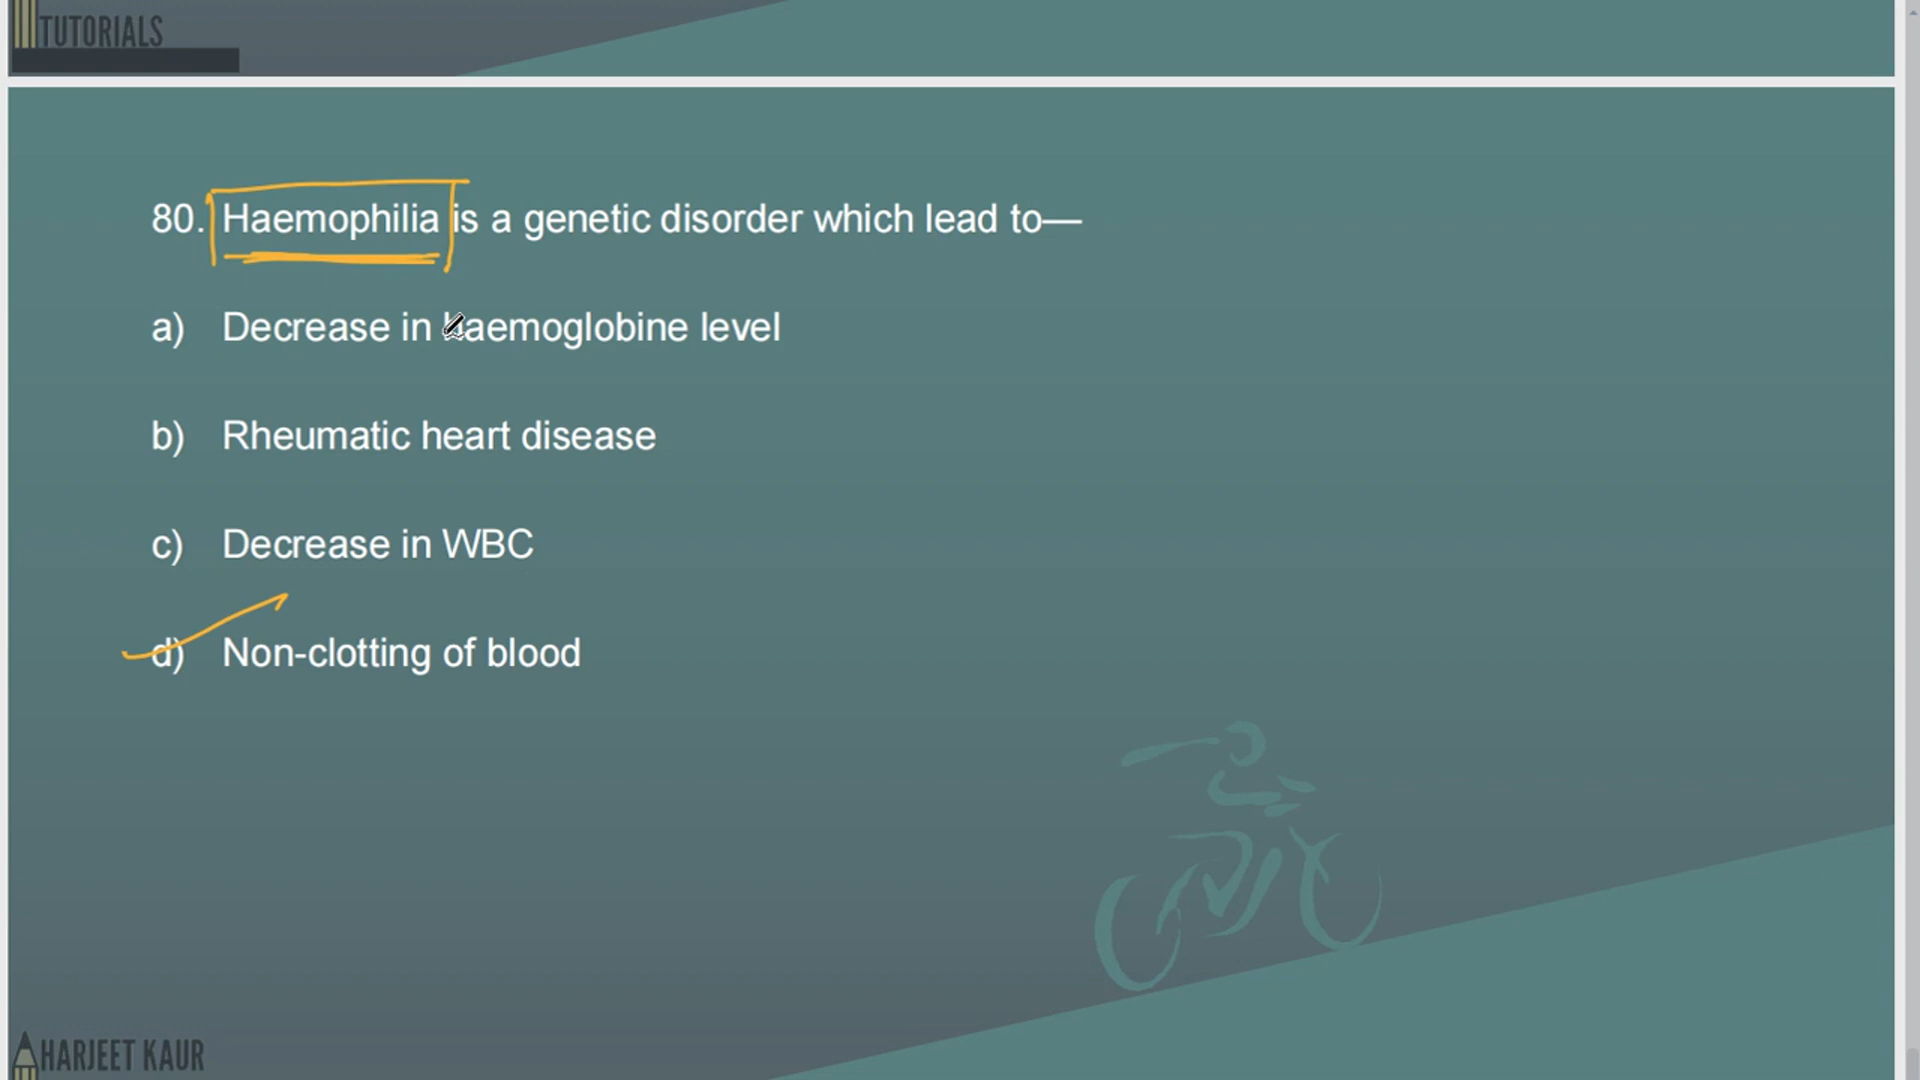 TUTORIALS
80. Haemophilia is a genetic disorder which lead to—
a) Decrease in haemoglobine level
b) Rheumatic heart disease
c) Decrease in WBC
d) Non-clotting of blood
HARJEET KAUR